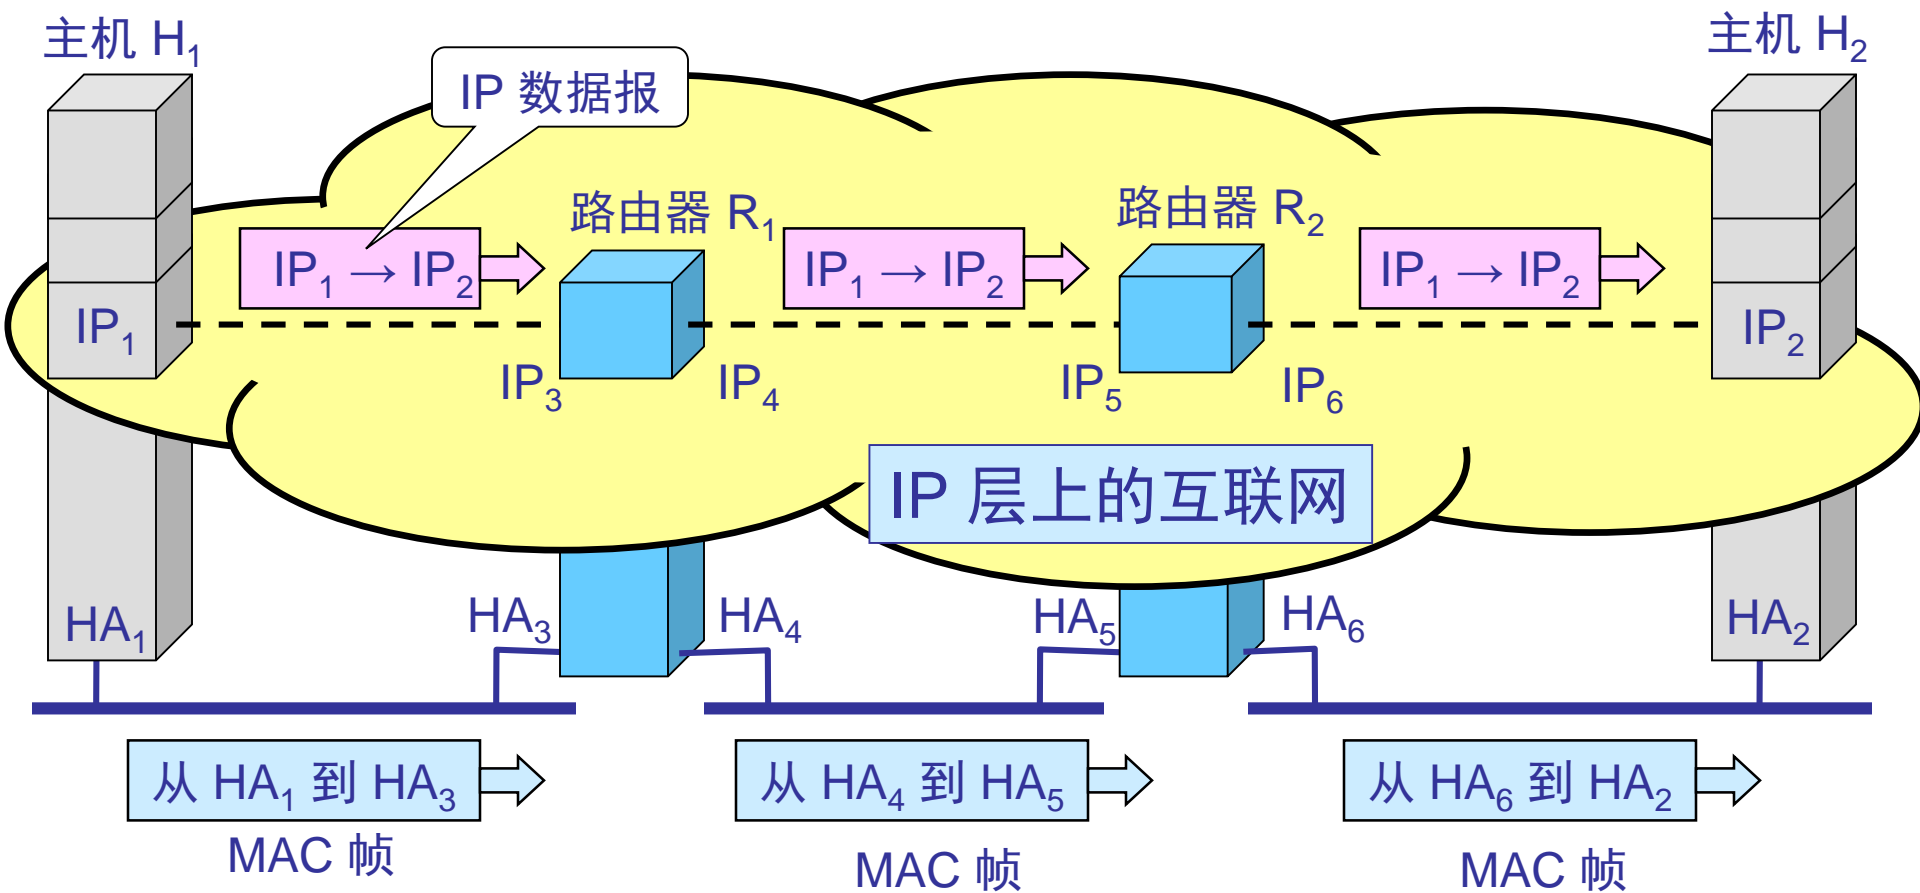 主机 H₁
主机 H₂
IP 数据报
路由器 R₁
路由器 R₂
IP₁ → IP₂
IP₁ → IP₂
IP₁ → IP₂
IP₁
IP₂
IP₃
IP₄
IP₅
IP₆
IP 层上的互联网
HA₁
HA₃
HA₄
HA₅
HA₆
HA₂
从 HA₁ 到 HA₃
从 HA₄ 到 HA₅
从 HA₆ 到 HA₂
MAC 帧
MAC 帧
MAC 帧